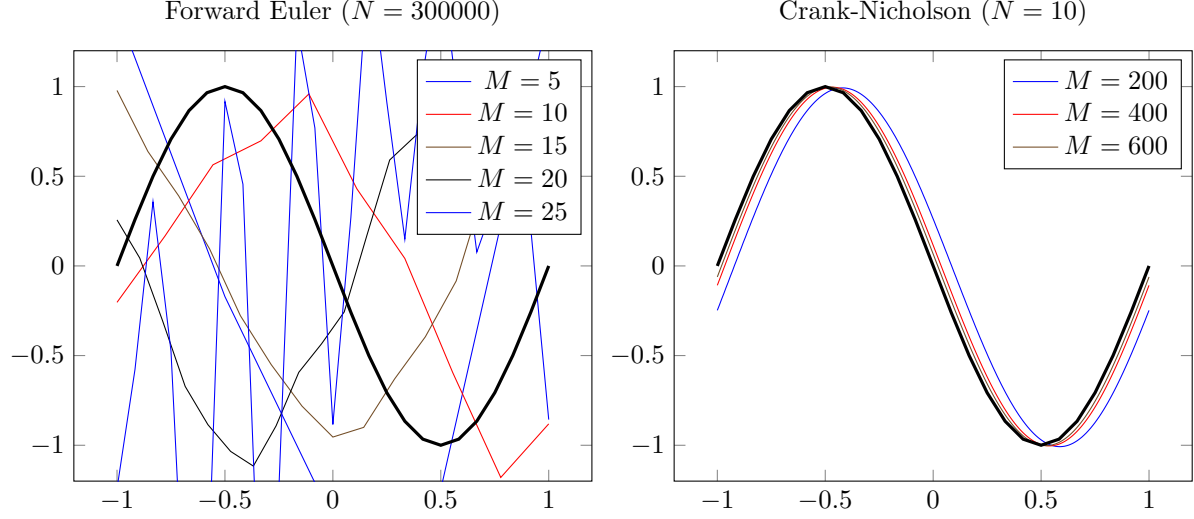 Forward Euler (N = 300000)
1
0.5
0
−0.5
−1
−1
−0.5
0
0.5
1
M = 5
M = 10
M = 15
M = 20
M = 25
Crank-Nicholson (N = 10)
1
0.5
0
−0.5
−1
−1
−0.5
0
0.5
1
M = 200
M = 400
M = 600